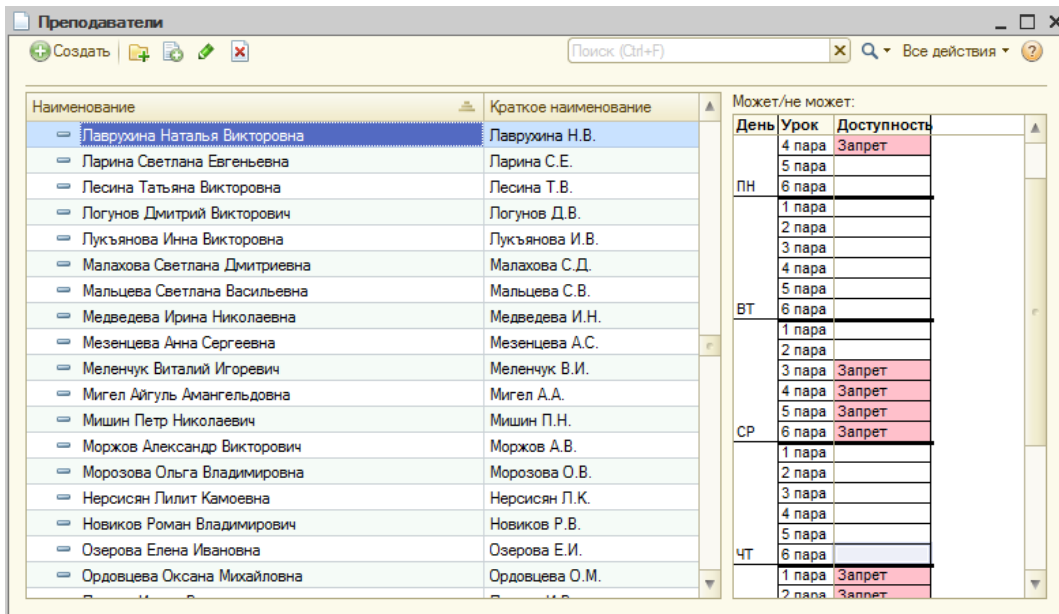 Преподаватели
Создать Поиск (Ctrl+F) Все действия
Наименование Краткое наименование
Лаврухина Наталья Викторовна Лаврухина Н.В.
Ларина Светлана Евгеньевна Ларина С.Е.
Лесина Татьяна Викторовна Лесина Т.В.
Логунов Дмитрий Викторович Логунов Д.В.
Лукъянова Инна Викторовна Лукъянова И.В.
Малахова Светлана Дмитриевна Малахова С.Д.
Мальцева Светлана Васильевна Мальцева С.В.
Медведева Ирина Николаевна Медведева И.Н.
Мезенцева Анна Сергеевна Мезенцева А.С.
Меленчук Виталий Игоревич Меленчук В.И.
Мигел Айгуль Амангельдовна Мигел А.А.
Мишин Петр Николаевич Мишин П.Н.
Моржов Александр Викторович Моржов А.В.
Морозова Ольга Владимировна Морозова О.В.
Нерсисян Лилит Камоевна Нерсисян Л.К.
Новиков Роман Владимирович Новиков Р.В.
Озерова Елена Ивановна Озерова Е.И.
Ордовцева Оксана Михайловна Ордовцева О.М.
Может/не может:
День Урок Доступность
4 пара Запрет
5 пара
ПН 6 пара
1 пара
2 пара
3 пара
4 пара
5 пара
ВТ 6 пара
1 пара
2 пара
3 пара Запрет
4 пара Запрет
5 пара Запрет
СР 6 пара Запрет
1 пара
2 пара
3 пара
4 пара
5 пара
ЧТ 6 пара
1 пара Запрет
2 пара Запрет